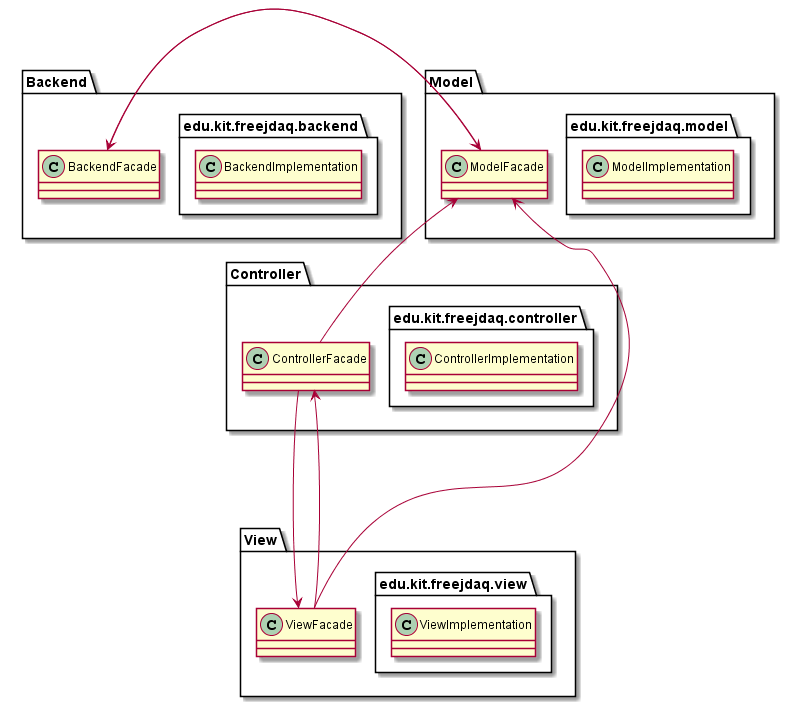 Backend
edu.kit.freejdaq.backend
C BackendFacade
C BackendImplementation
Model
edu.kit.freejdaq.model
C ModelFacade
C ModelImplementation
Controller
edu.kit.freejdaq.controller
C ControllerFacade
C ControllerImplementation
View
edu.kit.freejdaq.view
C ViewFacade
C ViewImplementation